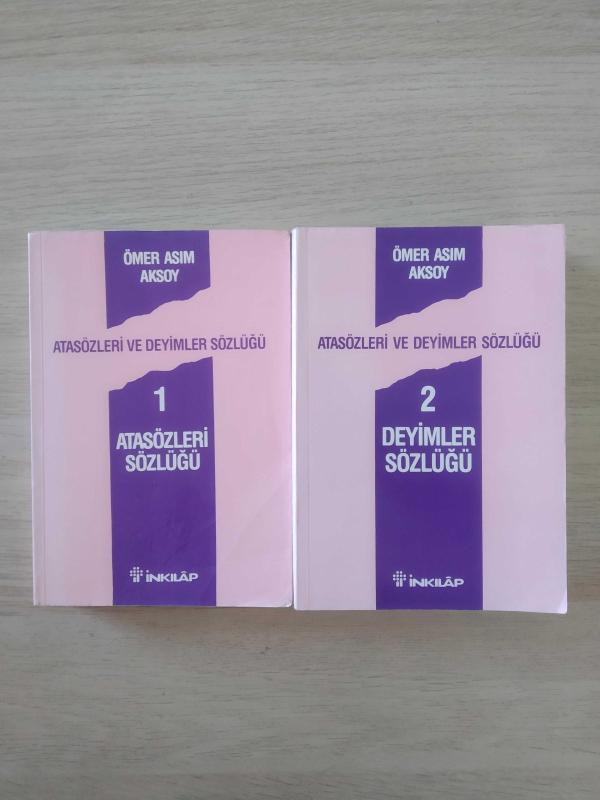 ÖMER ASIM
AKSOY
ATASÖZLERİ VE DEYİMLER SÖZLÜĞÜ
1
ATASÖZLERİ
SÖZLÜĞÜ
İNKILÂP
ÖMER ASIM
AKSOY
ATASÖZLERİ VE DEYİMLER SÖZLÜĞÜ
2
DEYİMLER
SÖZLÜĞÜ
İNKILÂP